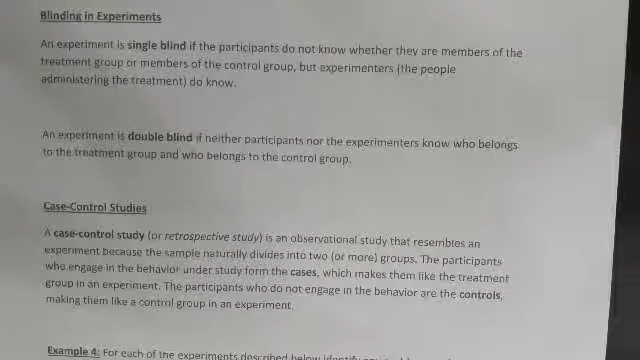 Blinding in Experiments
An experiment is single blind if the participants do not know whether they are members of the
treatment group or members of the control group, but experimenters (the people
administering the treatment) do know.
An experiment is double blind if neither participants nor the experimenters know who belongs
to the treatment group and who belongs to the control group.
Case-Control Studies
A case-control study (or retrospective study) is an observational study that resembles an
experiment because the sample naturally divides into two (or more) groups. The participants
who engage in the behavior under study form the cases, which makes them like the treatment
group in an experiment. The participants who do not engage in the behavior are the controls,
making them like a control group in an experiment.
Example 4: For each of the experiments described below identify